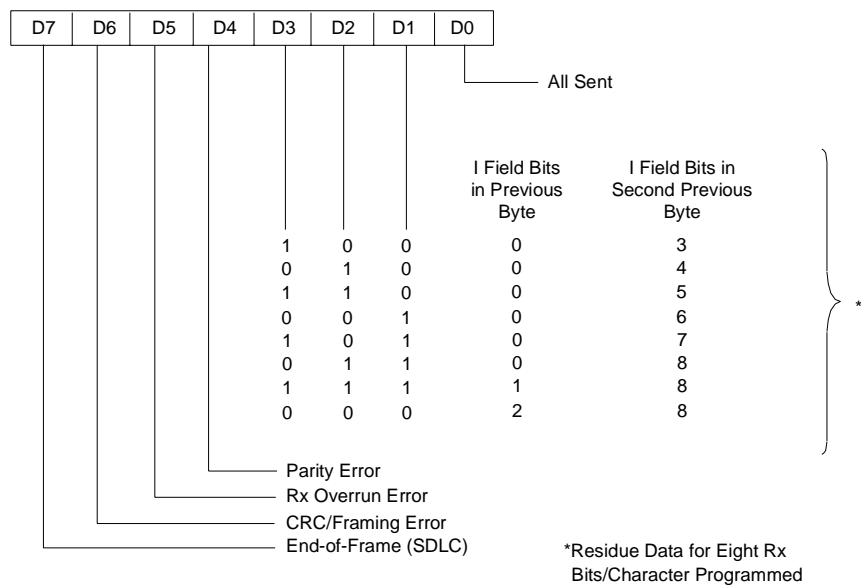 D7 D6 D5 D4 D3 D2 D1 D0
All Sent
I Field Bits
in Previous
Byte
I Field Bits in
Second Previous
Byte
1 0 0 0 3
0 1 0 0 4
1 1 0 0 5
0 0 1 0 6
1 0 1 0 7
0 1 1 0 8
1 1 1 1 8
0 0 0 2 8
*
Parity Error
Rx Overrun Error
CRC/Framing Error
End-of-Frame (SDLC)
*Residue Data for Eight Rx
Bits/Character Programmed